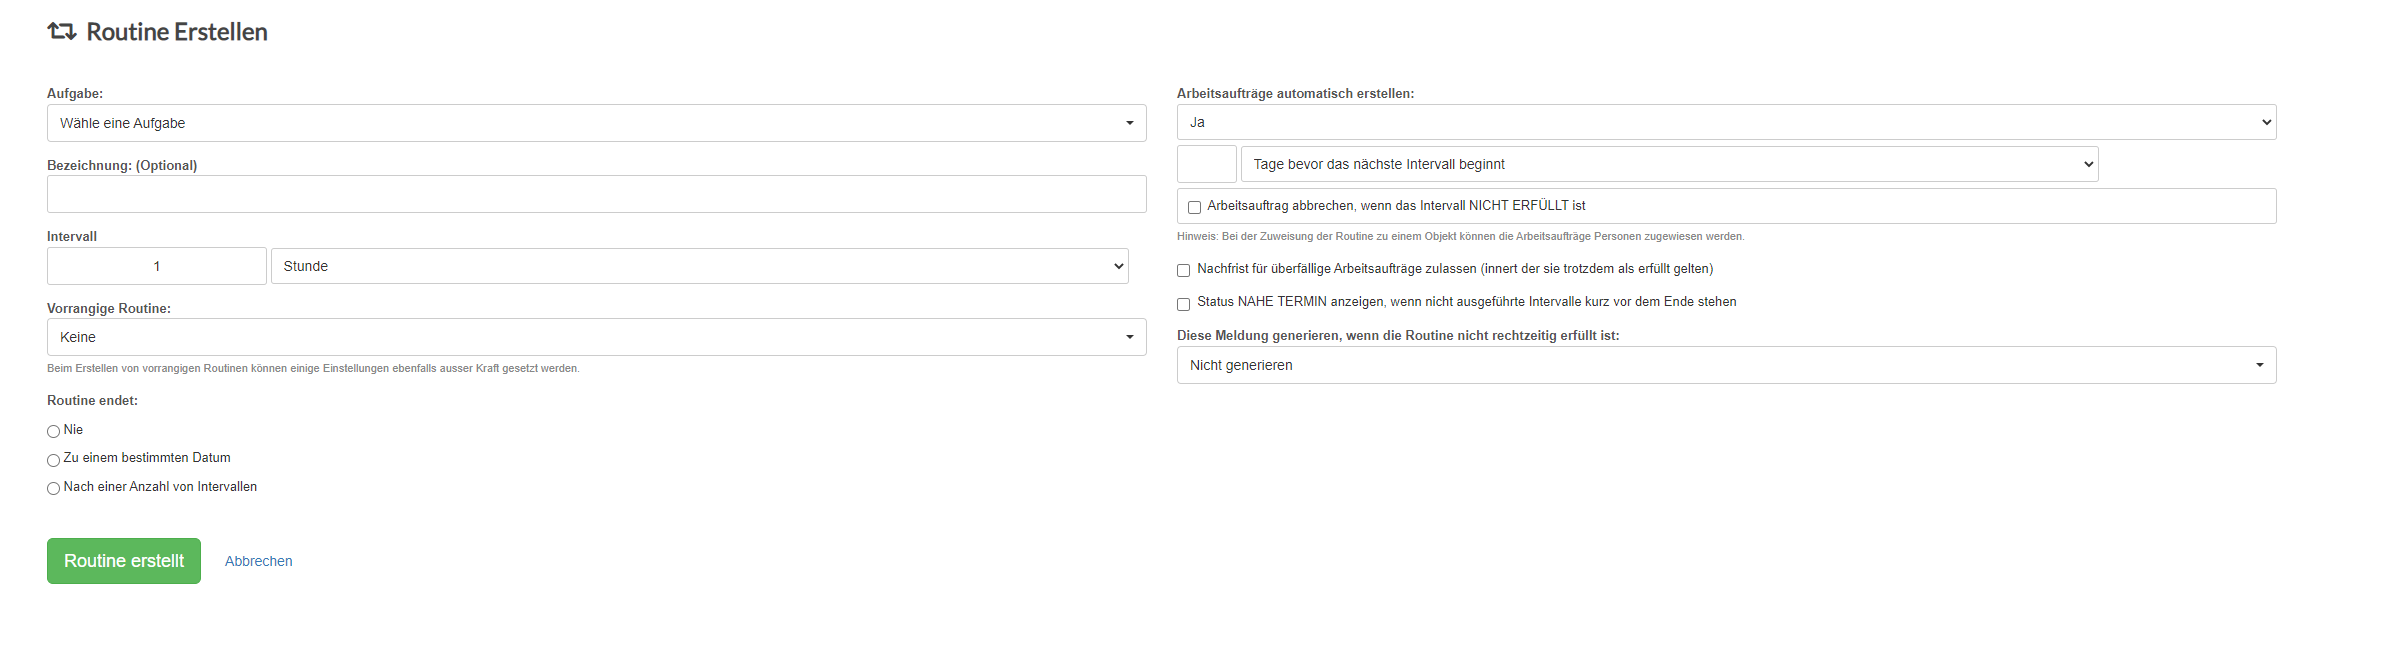 Routine Erstellen
Aufgabe:
Wähle eine Aufgabe
Bezeichnung: (Optional)
Intervall
1
Stunde
Vorrangige Routine:
Keine
Beim Erstellen von vorrangigen Routinen können einige Einstellungen ebenfalls ausser Kraft gesetzt werden.
Routine endet:
Nie
Zu einem bestimmten Datum
Nach einer Anzahl von Intervallen
Routine erstellt
Abbrechen
Arbeitsaufträge automatisch erstellen:
Ja
Tage bevor das nächste Intervall beginnt
Arbeitsauftrag abbrechen, wenn das Intervall NICHT ERFÜLLT ist
Hinweis: Bei der Zuweisung der Routine zu einem Objekt können die Arbeitsaufträge Personen zugewiesen werden.
Nachfrist für überfällige Arbeitsaufträge zulassen (innert der sie trotzdem als erfüllt gelten)
Status NAHE TERMIN anzeigen, wenn nicht ausgeführte Intervalle kurz vor dem Ende stehen
Diese Meldung generieren, wenn die Routine nicht rechtzeitig erfüllt ist:
Nicht generieren